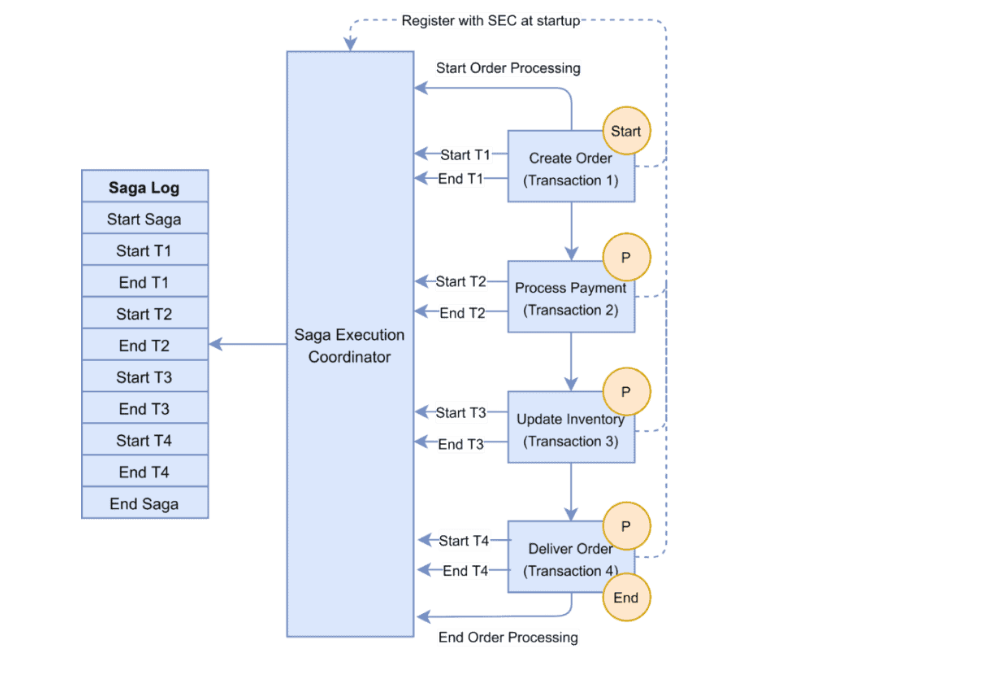 Register with SEC at startup
Start Order Processing
Start
Start T1
Create Order
End T1
(Transaction 1)
Saga Log
Start Saga
Start T1
End T1
Start T2
End T2
Start T3
End T3
Start T4
End T4
End Saga
Saga Execution
Coordinator
P
Start T2
Process Payment
End T2
(Transaction 2)
P
Start T3
Update Inventory
End T3
(Transaction 3)
P
Start T4
Deliver Order
End T4
(Transaction 4)
End
End Order Processing